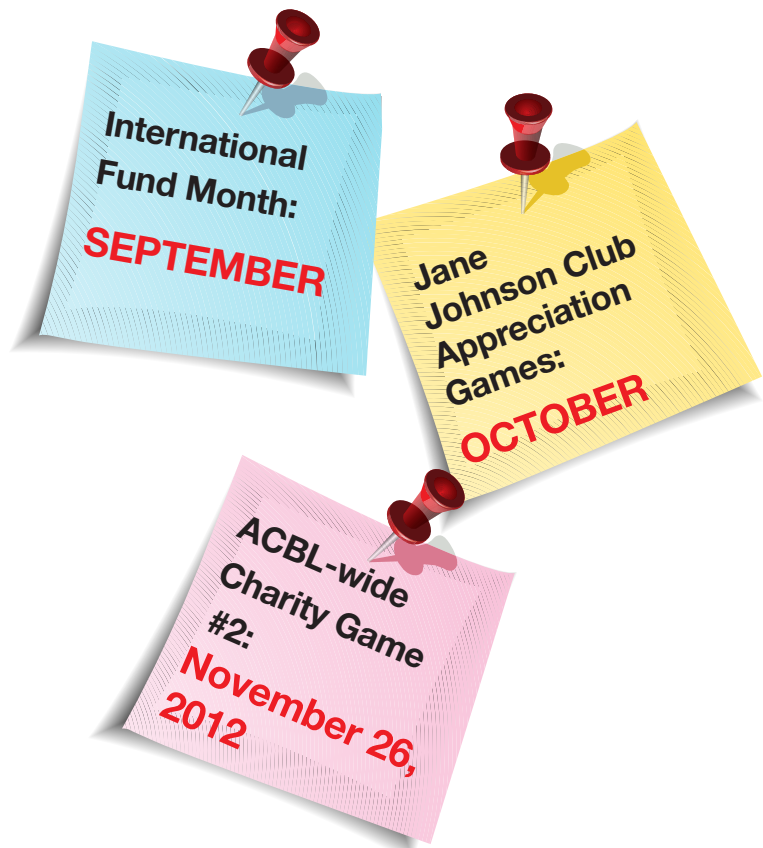 International
Fund Month:
SEPTEMBER
Jane
Johnson Club
Appreciation
Games:
OCTOBER
ACBL-wide
Charity Game
#2:
November 26,
2012